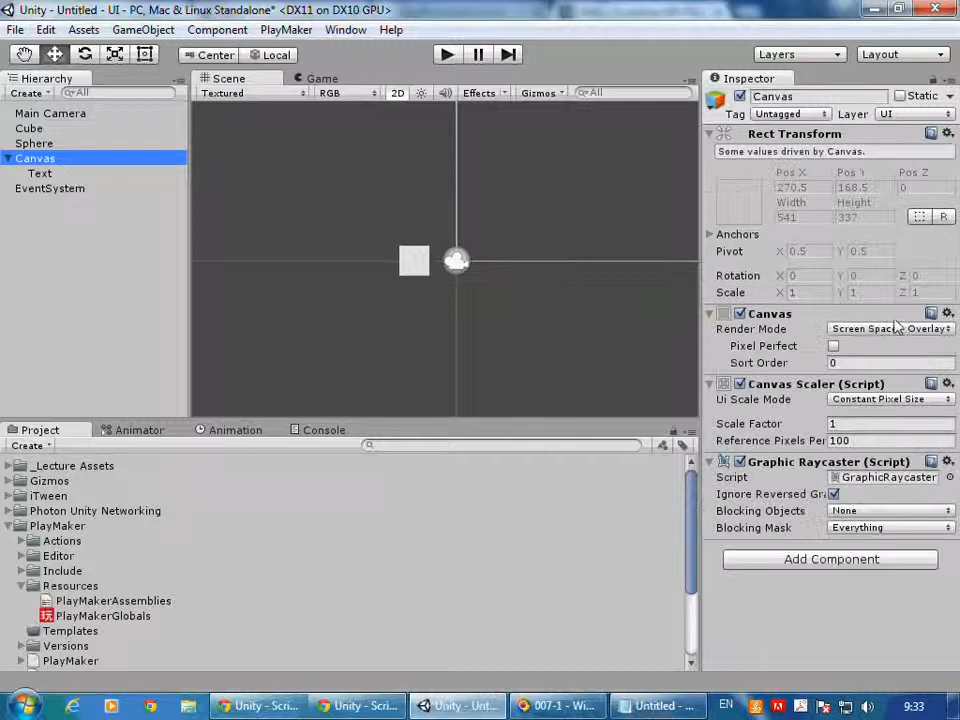 Unity - Untitled - UI - PC, Mac & Linux Standalone* <DX11 on DX10 GPU>
File Edit Assets GameObject Component PlayMaker Window Help
Center Local Layers Layout
Hierarchy
Create All
Main Camera
Cube
Sphere
Canvas
Text
EventSystem
Scene Game
Textured RGB 2D Effects Gizmos All
Inspector
Canvas Static
Tag Untagged Layer UI
Rect Transform
Some values driven by Canvas.
Pos X Pos Y Pos Z
270.5 168.5 0
Width Height
541 337
R
Anchors
Pivot X 0.5 Y 0.5
Rotation X 0 Y 0 Z 0
Scale X 1 Y 1 Z 1
Canvas
Render Mode Screen Space Overlay
Pixel Perfect
Sort Order 0
Canvas Scaler (Script)
Ui Scale Mode Constant Pixel Size
Scale Factor 1
Reference Pixels Per 100
Graphic Raycaster (Script)
Script GraphicRaycaster
Ignore Reversed Gra
Blocking Objects None
Blocking Mask Everything
Add Component
Project Animator Animation Console
Create
_Lecture Assets
Gizmos
iTween
Photon Unity Networking
PlayMaker
Actions
Editor
Include
Resources
PlayMakerAssemblies
PlayMakerGlobals
Templates
Versions
PlayMaker
Unity - Scri... Unity - Scri... Unity - Unt... 007-1 - Wi... Untitled - ... EN 9:33